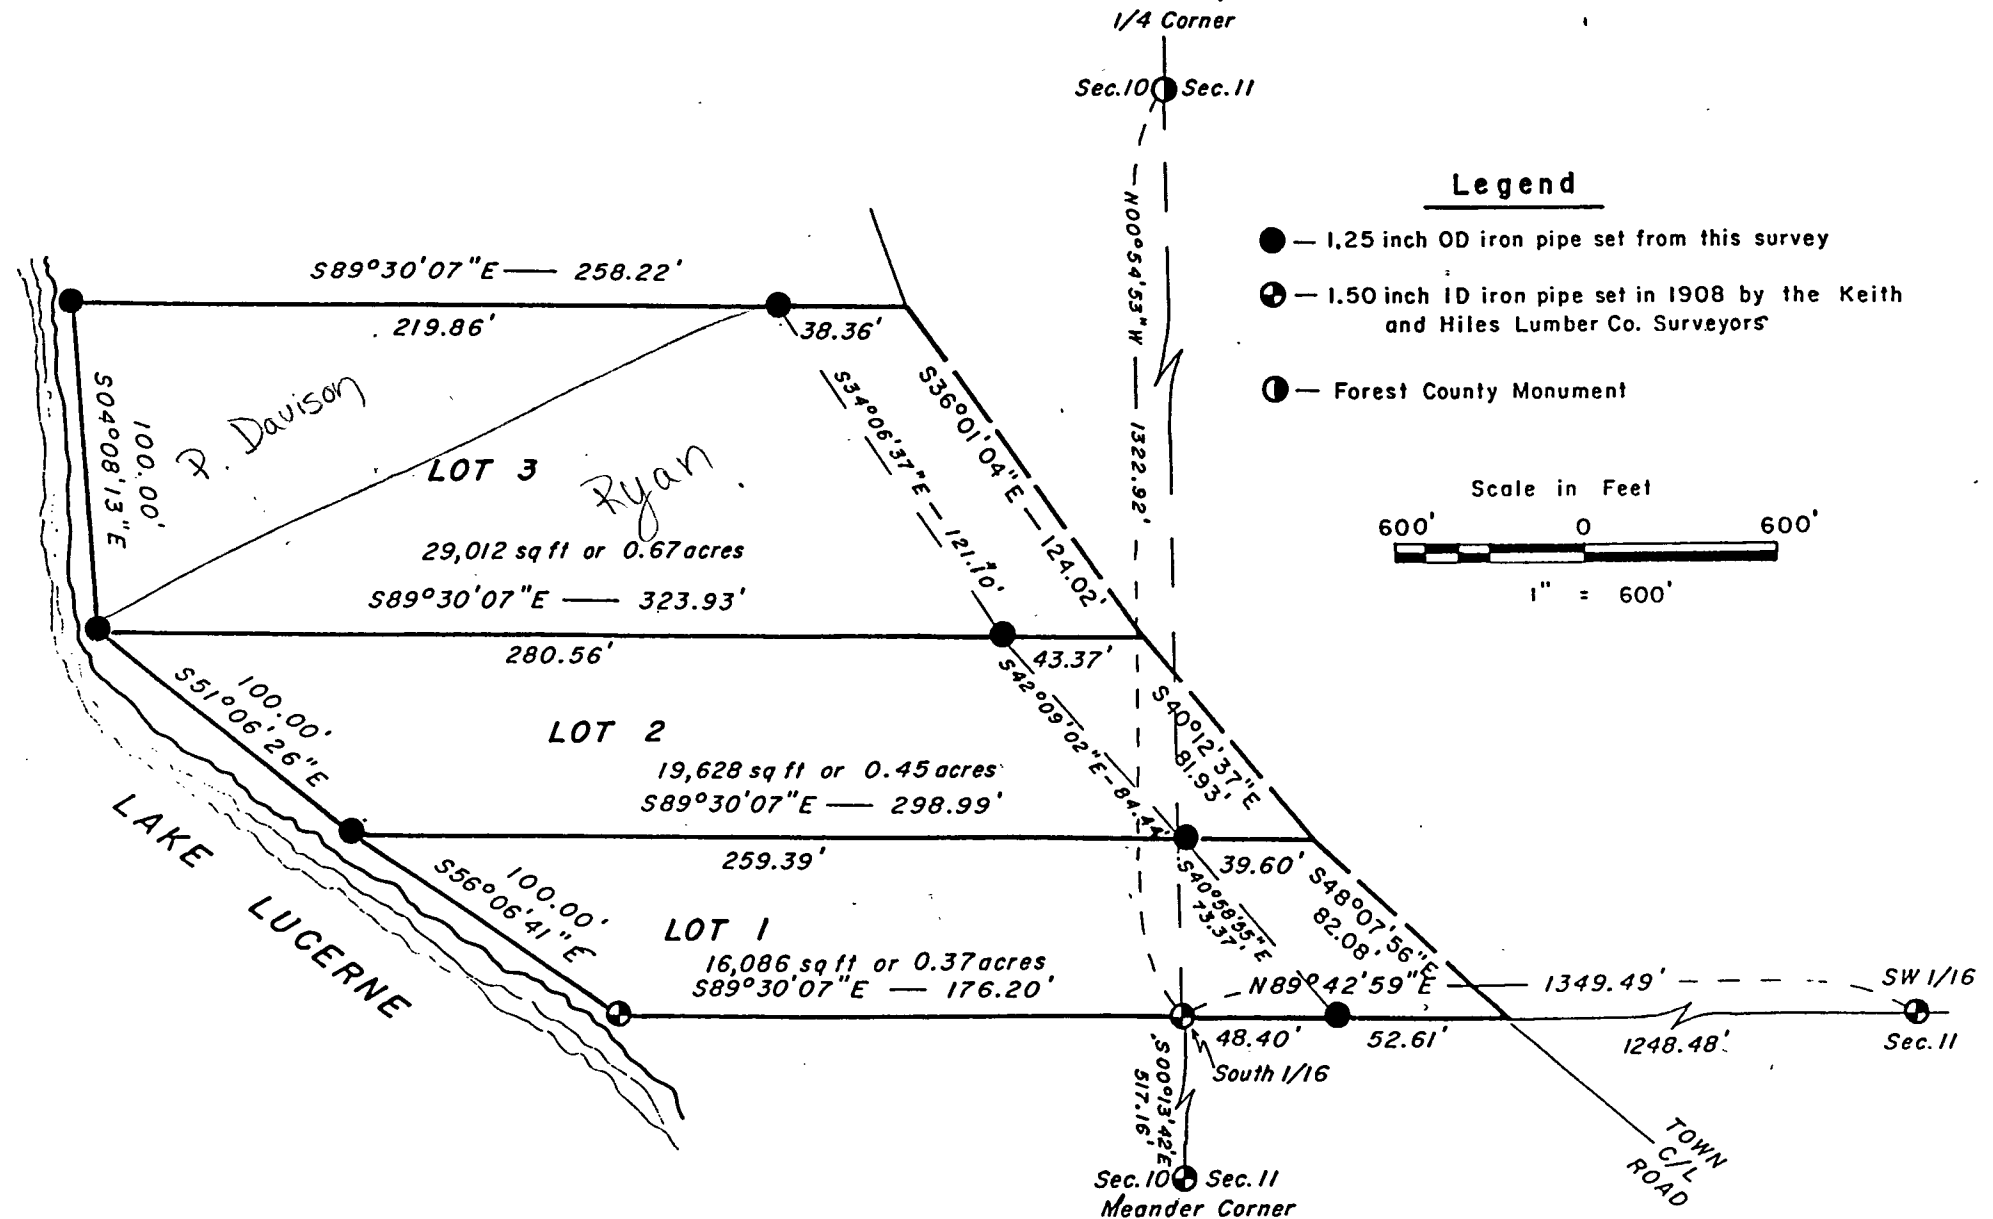 1/4 Corner
Sec.10 Sec.11
N00°54'53"W — 1322.92'
Legend
— 1.25 inch OD iron pipe set from this survey
— 1.50 inch ID iron pipe set in 1908 by the Keith
and Hiles Lumber Co. Surveyors
— Forest County Monument
Scale in Feet
600' 0 600'
1" = 600'
S89°30'07"E — 258.22'
219.86'
38.36'
S04°08'13"E
100.00'
P. Davison
LOT 3
Ryan
S34°06'37"E — 121.10'
S36°01'04"E — 124.02'
29,012 sq ft or 0.67 acres
S89°30'07"E — 323.93'
280.56'
43.37'
100.00'
S51°06'26"E
LOT 2
S42°09'02"E — 84.44'
S40°12'37"E
81.93'
19,628 sq ft or 0.45 acres
S89°30'07"E — 298.99'
259.39'
39.60'
LAKE LUCERNE
100.00'
S56°06'41"E
LOT 1
S40°58'55"E
73.37'
S48°07'56"E
82.08'
16,086 sq ft or 0.37 acres
S89°30'07"E — 176.20'
N89°42'59"E — 1349.49'
SW 1/16
48.40'
52.61'
1248.48'
Sec.11
South 1/16
S00°13'42"E
517.16'
TOWN
C/L
ROAD
Sec.10 Sec.11
Meander Corner